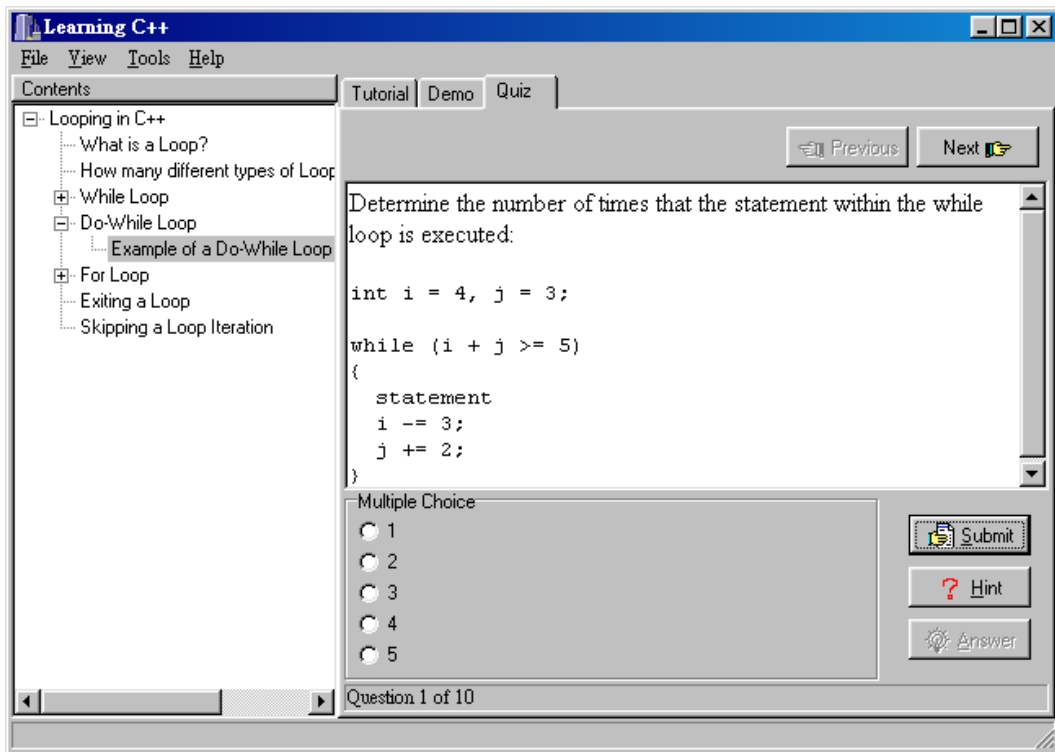 Learning C++
File View Tools Help
Contents
Looping in C++
What is a Loop?
How many different types of Loop
While Loop
Do-While Loop
Example of a Do-While Loop
For Loop
Exiting a Loop
Skipping a Loop Iteration
Tutorial Demo Quiz
Previous Next
Determine the number of times that the statement within the while
loop is executed:
int i = 4, j = 3;
while (i + j >= 5)
{
statement
i -= 3;
j += 2;
}
Multiple Choice
1
2
3
4
5
Submit
Hint
Answer
Question 1 of 10